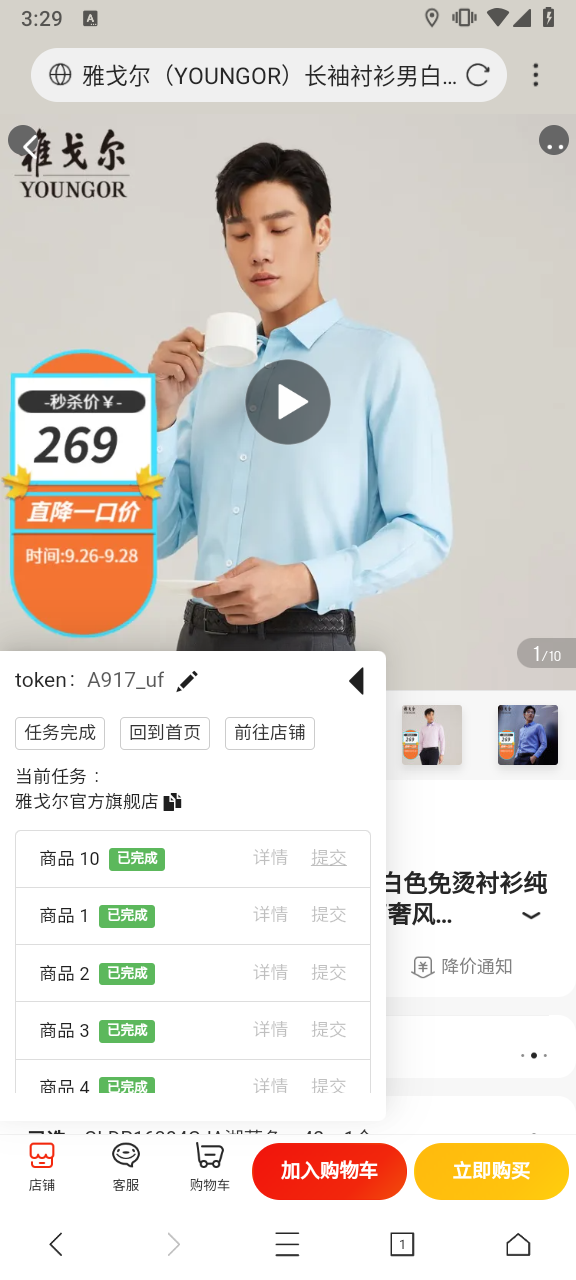 3:29
A
雅戈尔（YOUNGOR）长袖衬衫男白...
雅戈尔
YOUNGOR
-秒杀价￥-
269
直降一口价
时间:9.26-9.28
1/10
token： A917_uf
任务完成 回到首页 前往店铺
当前任务：
雅戈尔官方旗舰店
269
269
白色免烫衬衫纯
奢风...
降价通知
商品 10 已完成 详情 提交
商品 1 已完成 详情 提交
商品 2 已完成 详情 提交
商品 3 已完成 详情 提交
商品 4 已完成 详情 提交
店铺 客服 购物车 加入购物车 立即购买
1